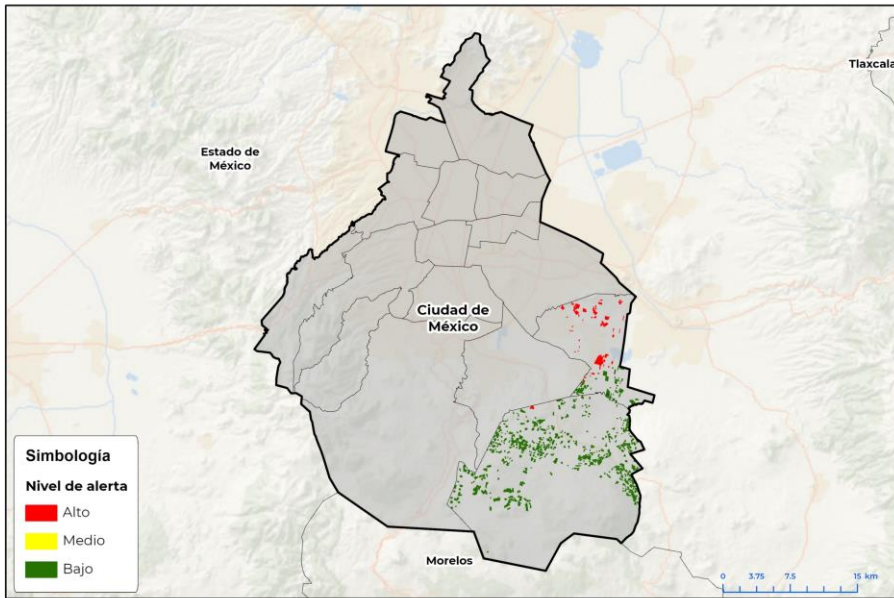 Tlaxcala
Estado de
México
Ciudad de
México
Simbología
Nivel de alerta
Alto
Medio
Bajo
Morelos
0 3.75 7.5 15 km